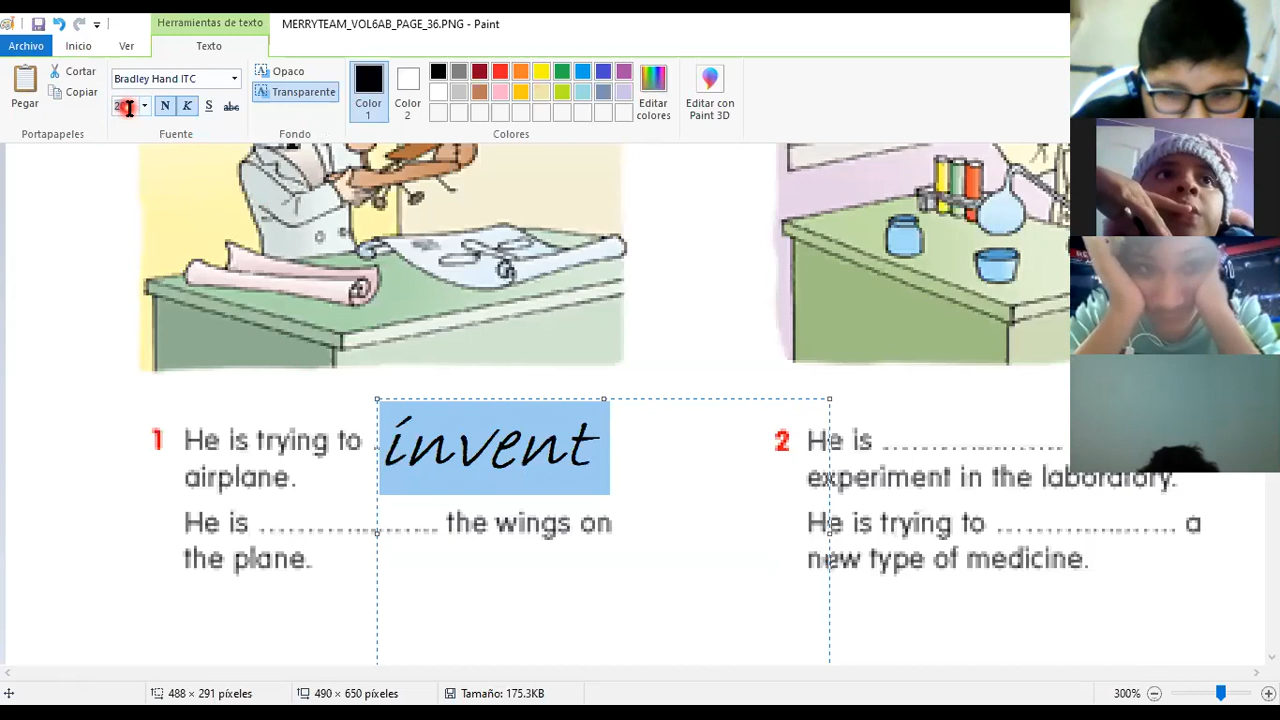 MERRYTEAM_VOL6AB_PAGE_36.PNG - Paint
Herramientas de texto
Archivo Inicio Ver Texto
Pegar
Cortar
Copiar
Portapapeles
Bradley Hand ITC
N K S abc
Fuente
Opaco
Transparente
Fondo
Color 1
Color 2
Editar colores
Colores
Editar con Paint 3D
1 He is trying to invent
airplane.
He is .................... the wings on
the plane.
2 He is ....................
experiment in the laboratory.
He is trying to .................... a
new type of medicine.
488 × 291 píxeles
490 × 650 píxeles
Tamaño: 175.3KB
300%